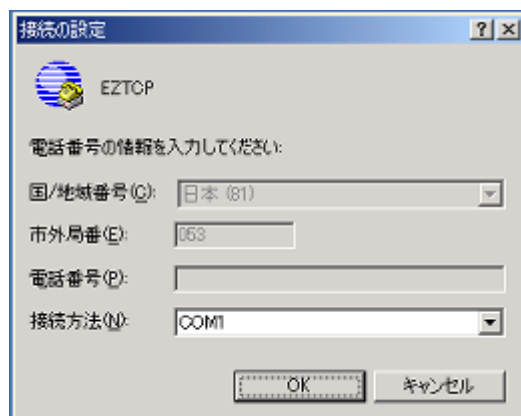 接続の設定
EZTCP
電話番号の情報を入力してください:
国/地域番号(C): 日本 (81)
市外局番(E): 053
電話番号(P):
接続方法(N): COM1
OK キャンセル